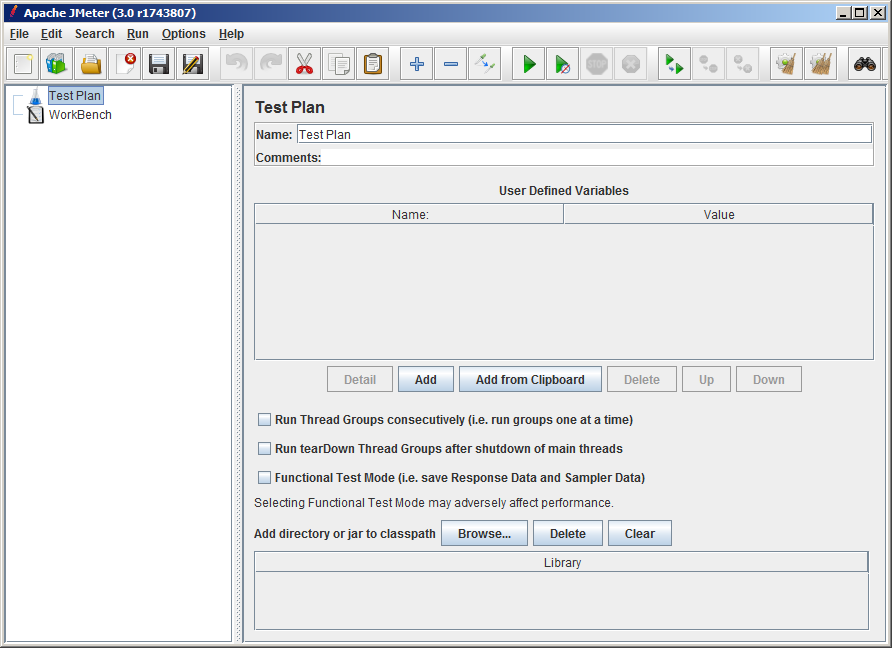 Apache JMeter (3.0 r1743807)
File Edit Search Run Options Help
STOP
Test Plan
WorkBench
Test Plan
Name: Test Plan
Comments:
User Defined Variables
Name: Value
Detail Add Add from Clipboard Delete Up Down
Run Thread Groups consecutively (i.e. run groups one at a time)
Run tearDown Thread Groups after shutdown of main threads
Functional Test Mode (i.e. save Response Data and Sampler Data)
Selecting Functional Test Mode may adversely affect performance.
Add directory or jar to classpath Browse... Delete Clear
Library